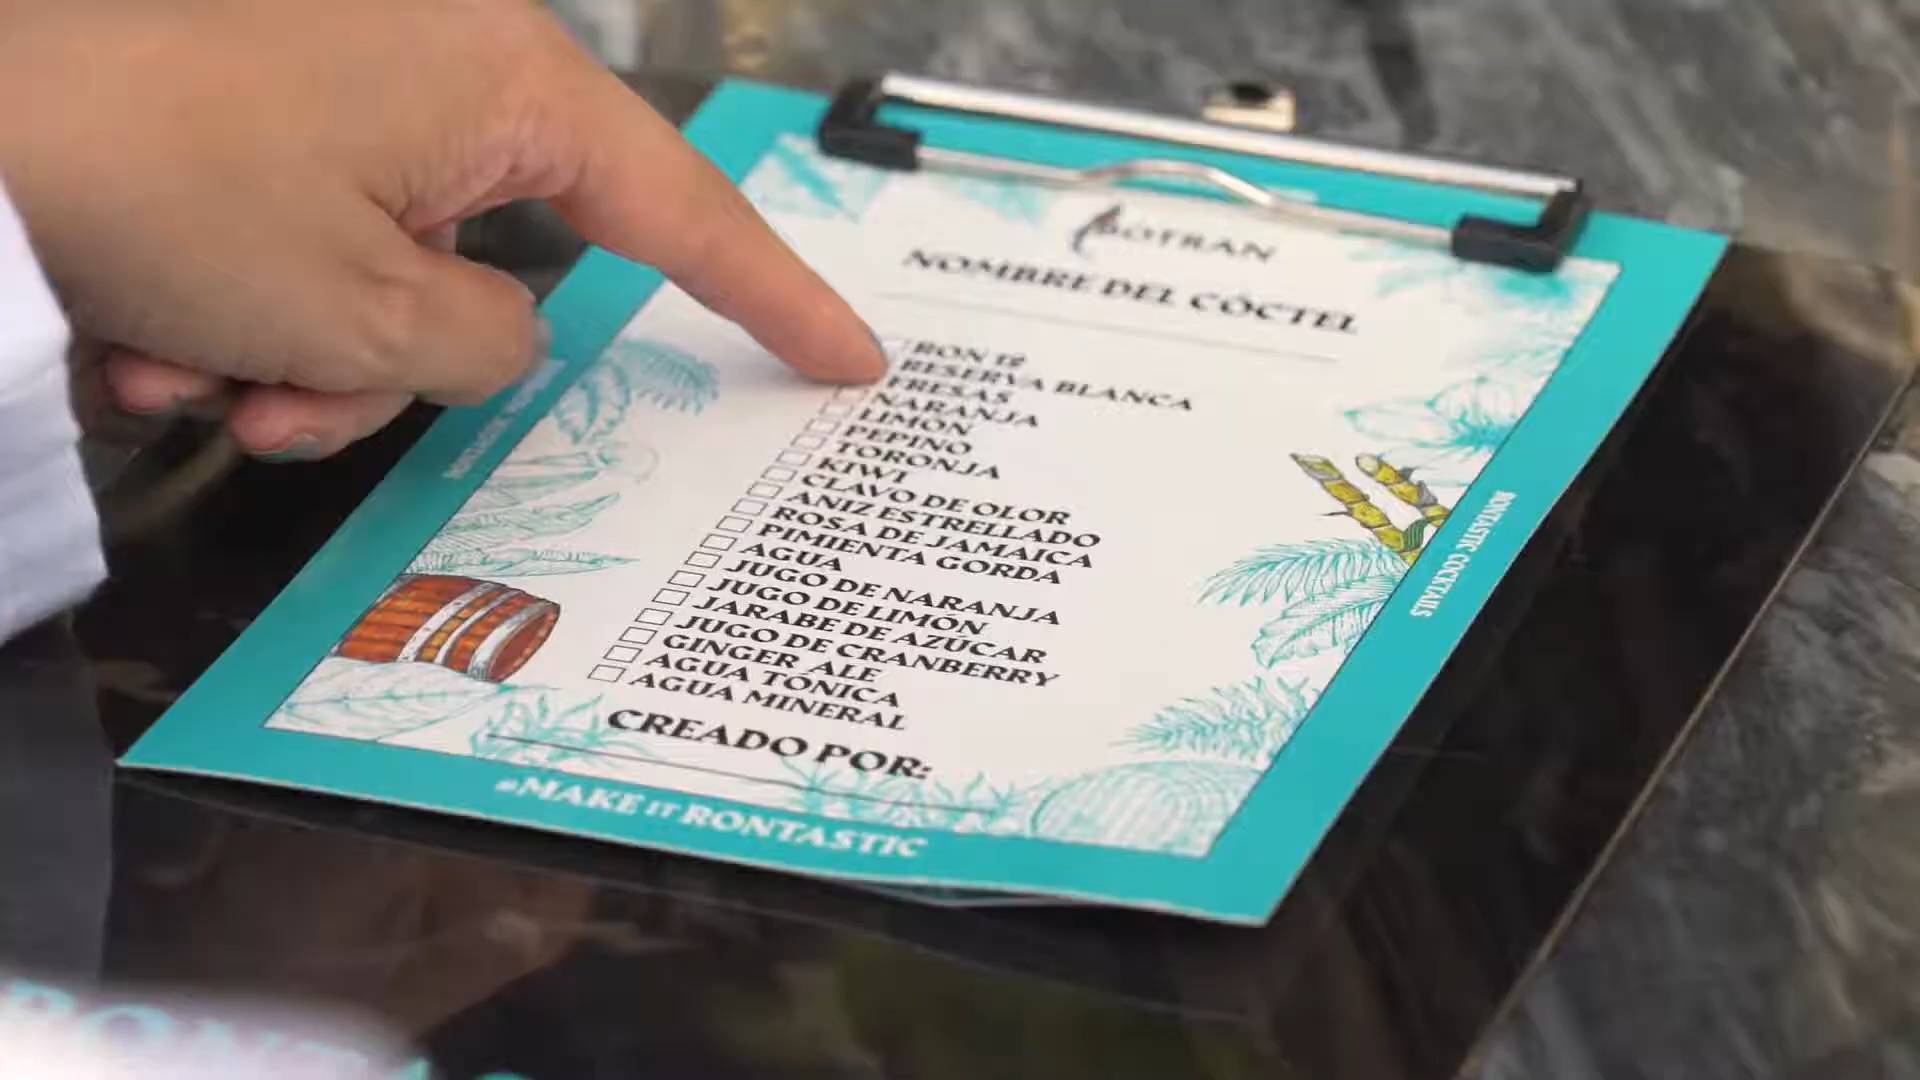 BOTRAN
NOMBRE DEL CÓCTEL
RON 12
RESERVA BLANCA
FRESAS
NARANJA
LIMÓN
PEPINO
TORONJA
KIWI
CLAVO DE OLOR
ANIZ ESTRELLADO
ROSA DE JAMAICA
PIMIENTA GORDA
AGUA
JUGO DE NARANJA
JUGO DE LIMÓN
JARABE DE AZÚCAR
JUGO DE CRANBERRY
GINGER ALE
AGUA TÓNICA
AGUA MINERAL
CREADO POR:
#MAKE IT RONTASTIC
RONTASTIC COCKTAILS